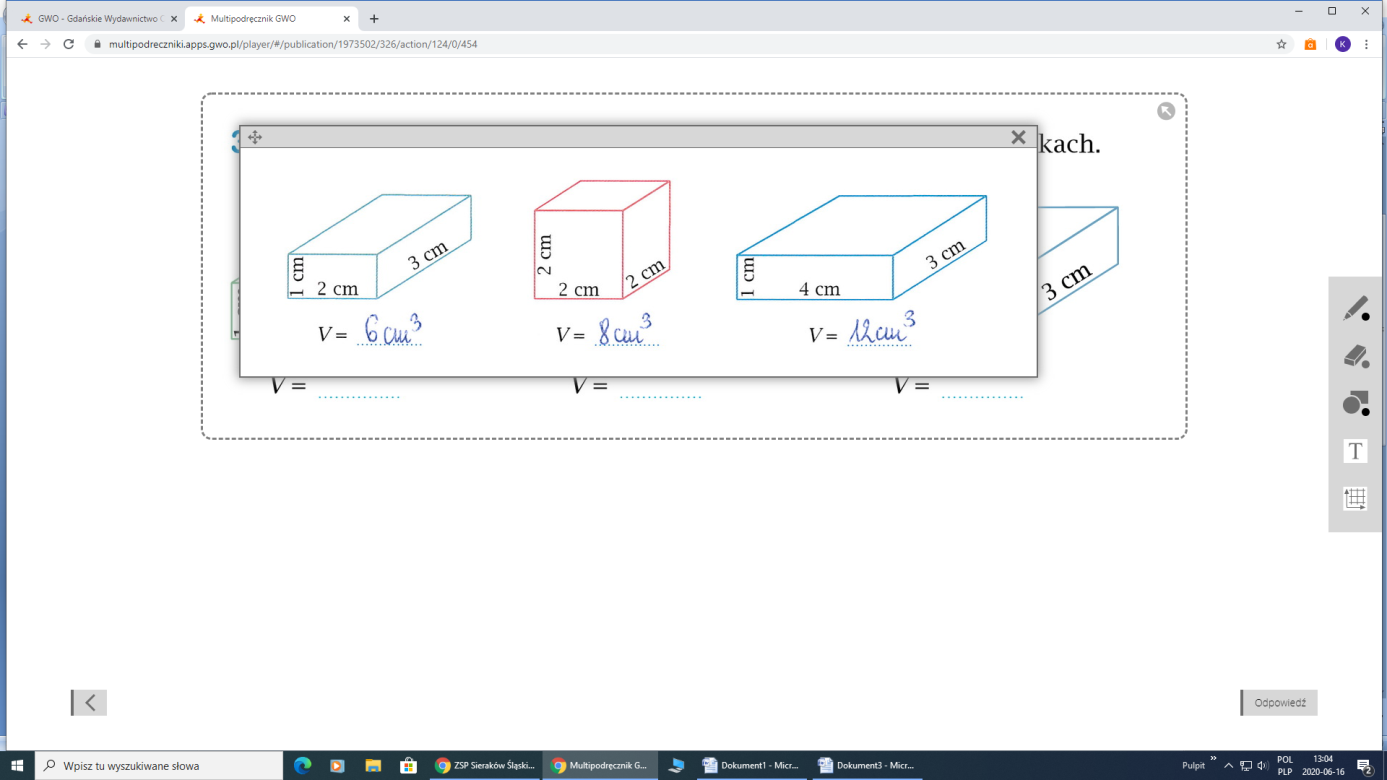 GWO - Gdańskie Wydawnictwo
Multipodręcznik GWO
multipodreczniki.apps.gwo.pl/player/#/publication/1973502/326/action/124/0/454
K
kach.
1 cm
2 cm
3 cm
2 cm
2 cm
2 cm
1 cm
4 cm
3 cm
3 cm
V = 6 cm³
V = 8 cm³
V = 12 cm³
V =
V =
V =
T
Odpowiedź
Wpisz tu wyszukiwane słowa
ZSP Sieraków Śląski...
Multipodręcznik G...
Dokument1 - Micr...
Dokument3 - Micr...
Pulpit
POL
PLP
13:04
2020-06-16
2